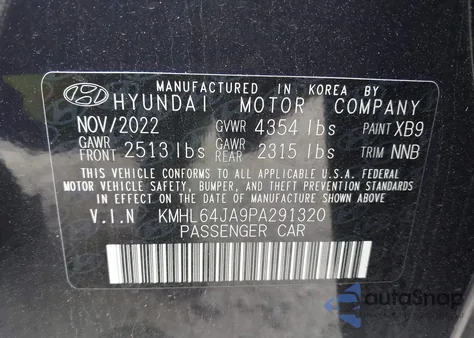 MANUFACTURED IN KOREA BY
HYUNDAI MOTOR COMPANY
NOV/2022 GVWR 4354 lbs PAINT XB9
GAWR FRONT 2513 lbs GAWR REAR 2315 lbs TRIM NNB
THIS VEHICLE CONFORMS TO ALL APPLICABLE U.S.A FEDERAL
MOTOR VEHICLE SAFETY, BUMPER, AND THEFT PREVENTION STANDARDS
IN EFFECT ON THE DATE OF MANUFACTURE SHOWN ABOVE.
V.I.N KMHL64JA9PA291320
PASSENGER CAR
autoSnap